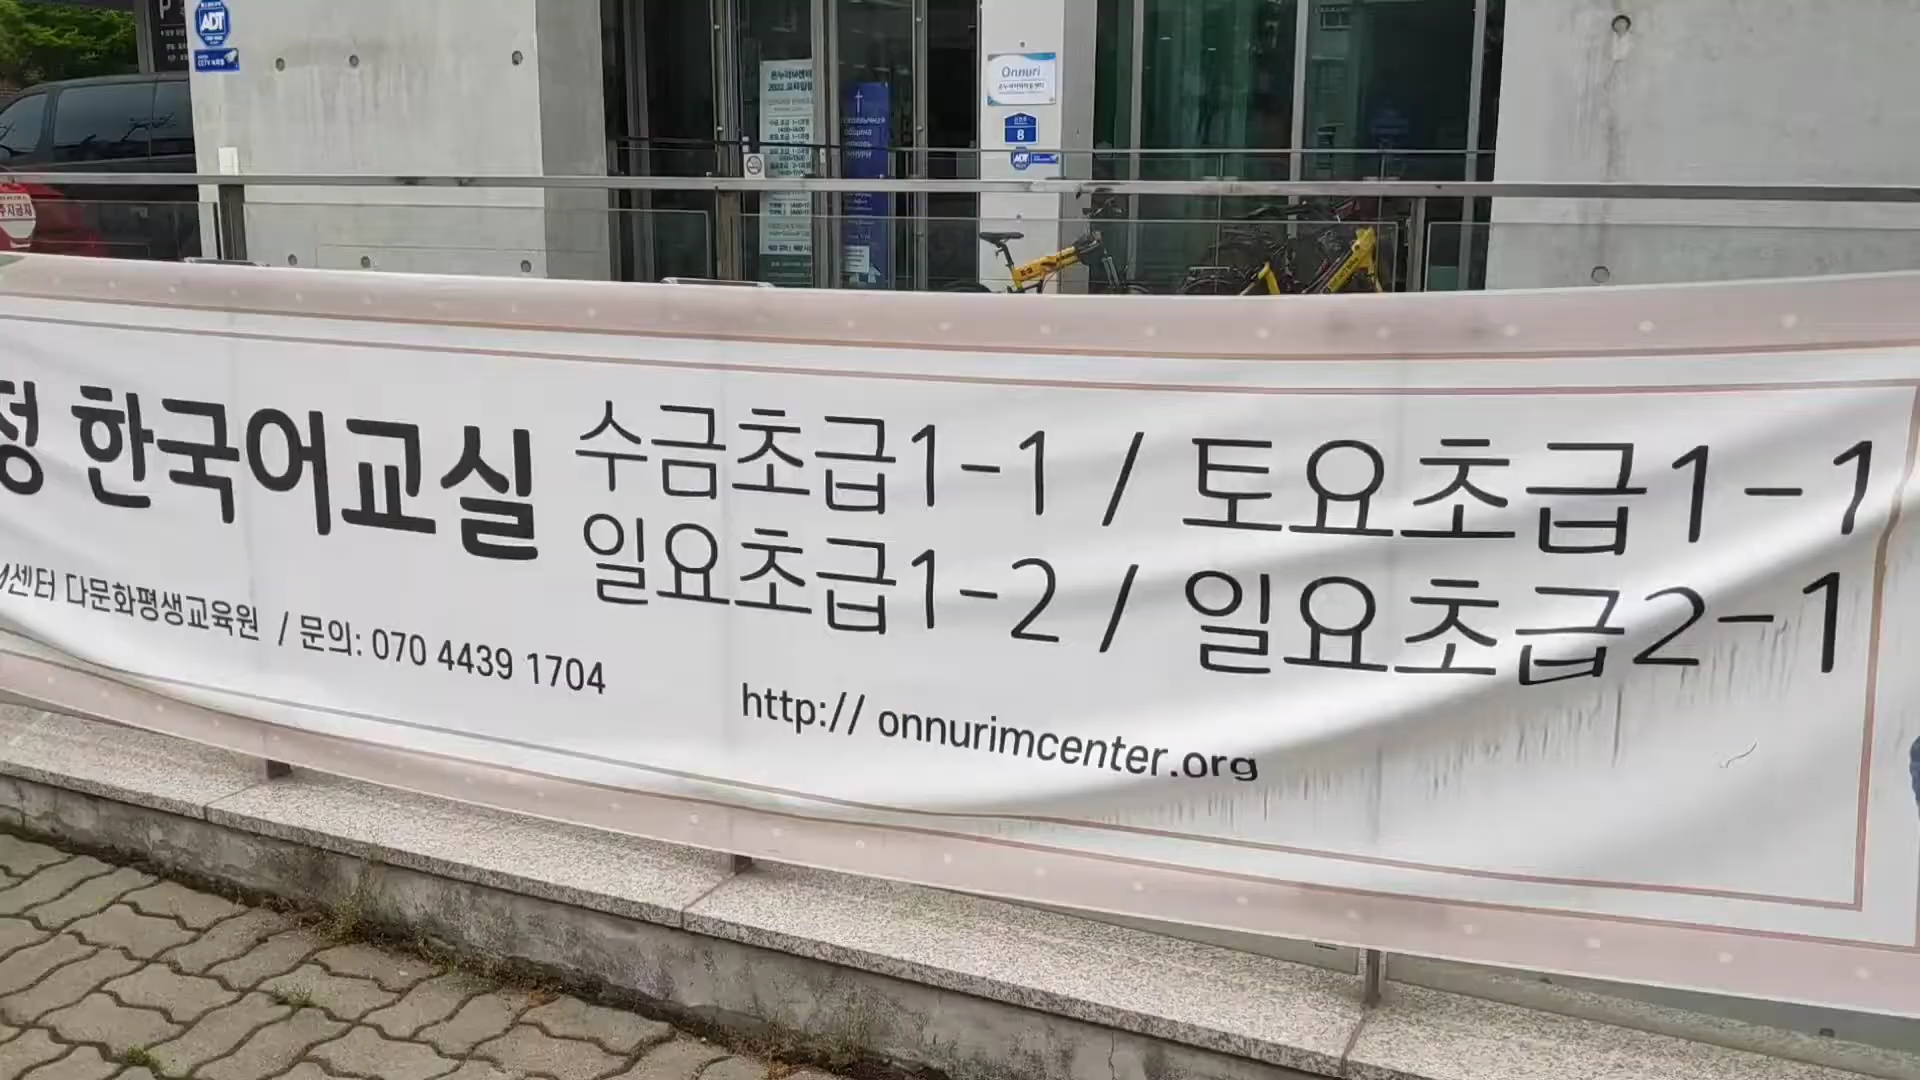 ADT
Onnuri
8
ADT
한국어교실
수금초급1-1 / 토요초급1-1
일요초급1-2 / 일요초급2-1
센터 다문화평생교육원 / 문의: 070 4439 1704
http:// onnurimcenter.org